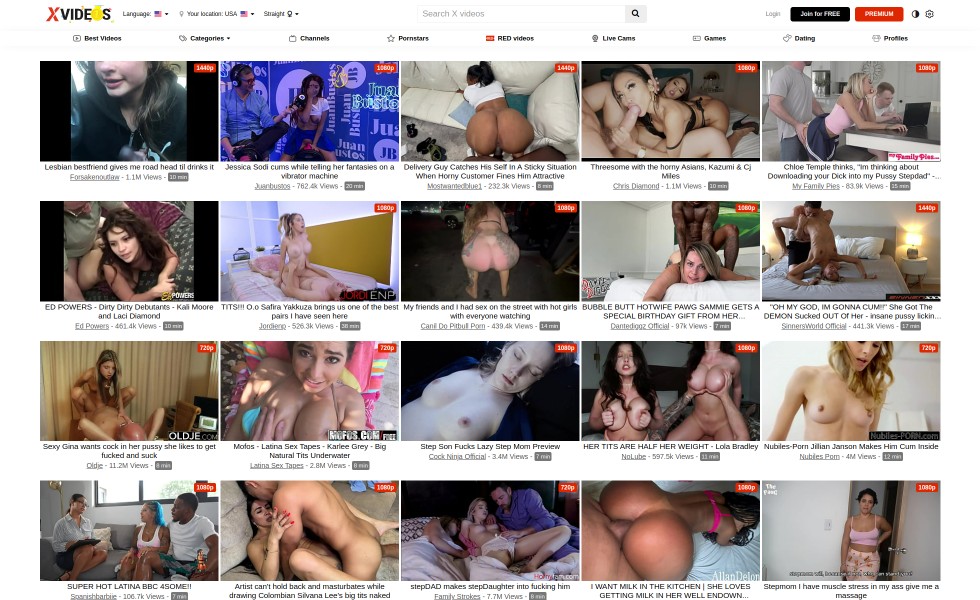 XVIDEOS
Language:
Your location: USA
Straight
Search X videos
Login
Join for FREE
PREMIUM
Best Videos
Categories
Channels
Pornstars
RED videos
Live Cams
Games
Dating
Profiles
1440p
Lesbian bestfriend gives me road head til drinks it
Forsakenoutlaw - 1.1M Views - 10 min
1080p
Jessica Sodi cums while telling her fantasies on a
vibrator machine
Juanbustos - 762.4k Views - 20 min
1440p
Delivery Guy Catches His Self In A Sticky Situation
When Horny Customer Fines Him Attractive
Mostwantedblue1 - 232.3k Views - 8 min
1080p
Threesome with the horny Asians, Kazumi & Cj
Miles
Chris Diamond - 1.1M Views - 10 min
1080p
Chloe Temple thinks, "Im thinking about
Downloading your Dick into my Pussy Stepdad" -...
My Family Pies - 83.9k Views - 15 min
ED POWERS - Dirty Dirty Debutants - Kali Moore
and Laci Diamond
Ed Powers - 461.4k Views - 10 min
1080p
TITS!!! O.o Safira Yakkuza brings us one of the best
pairs I have seen here
Jordienp - 526.3k Views - 38 min
1080p
My friends and I had sex on the street with hot girls
with everyone watching
Canil Do Pitbull Porn - 439.4k Views - 14 min
1080p
BUBBLE BUTT HOTWIFE PAWG SAMMIE GETS A
SPECIAL BIRTHDAY GIFT FROM HER...
Dantediggz Official - 97k Views - 7 min
1440p
"OH MY GOD, IM GONNA CUM!!" She Got The
DEMON Sucked OUT Of Her - insane pussy lickin...
SinnersWorld Official - 441.3k Views - 17 min
720p
OLDJE.COM
Sexy Gina wants cock in her pussy she likes to get
fucked and suck
Oldje - 11.2M Views - 8 min
720p
MOFOS.COM
Mofos - Latina Sex Tapes - Karlee Grey - Big
Natural Tits Underwater
Latina Sex Tapes - 2.8M Views - 8 min
1080p
Step Son Fucks Lazy Step Mom Preview
Cock Ninja Official - 3.4M Views - 7 min
1080p
HER TITS ARE HALF HER WEIGHT - Lola Bradley
NoLube - 597.5k Views - 11 min
720p
Nubiles-PORN.com
Nubiles-Porn Jillian Janson Makes Him Cum Inside
Nubiles Porn - 4M Views - 12 min
1080p
SUPER HOT LATINA BBC 4SOME!!
Spanishbarbie - 106.7k Views - 7 min
1080p
Artist can't hold back and masturbates while
drawing Colombian Silvana Lee's big tits naked
720p
stepDAD makes stepDaughter into fucking him
Family Strokes - 7.7M Views - 8 min
1080p
AllanDelon
I WANT MILK IN THE KITCHEN | SHE LOVES
GETTING MILK IN HER WELL ENDOWN...
1080p
Stepmom I have muscle stress in my ass give me a
massage